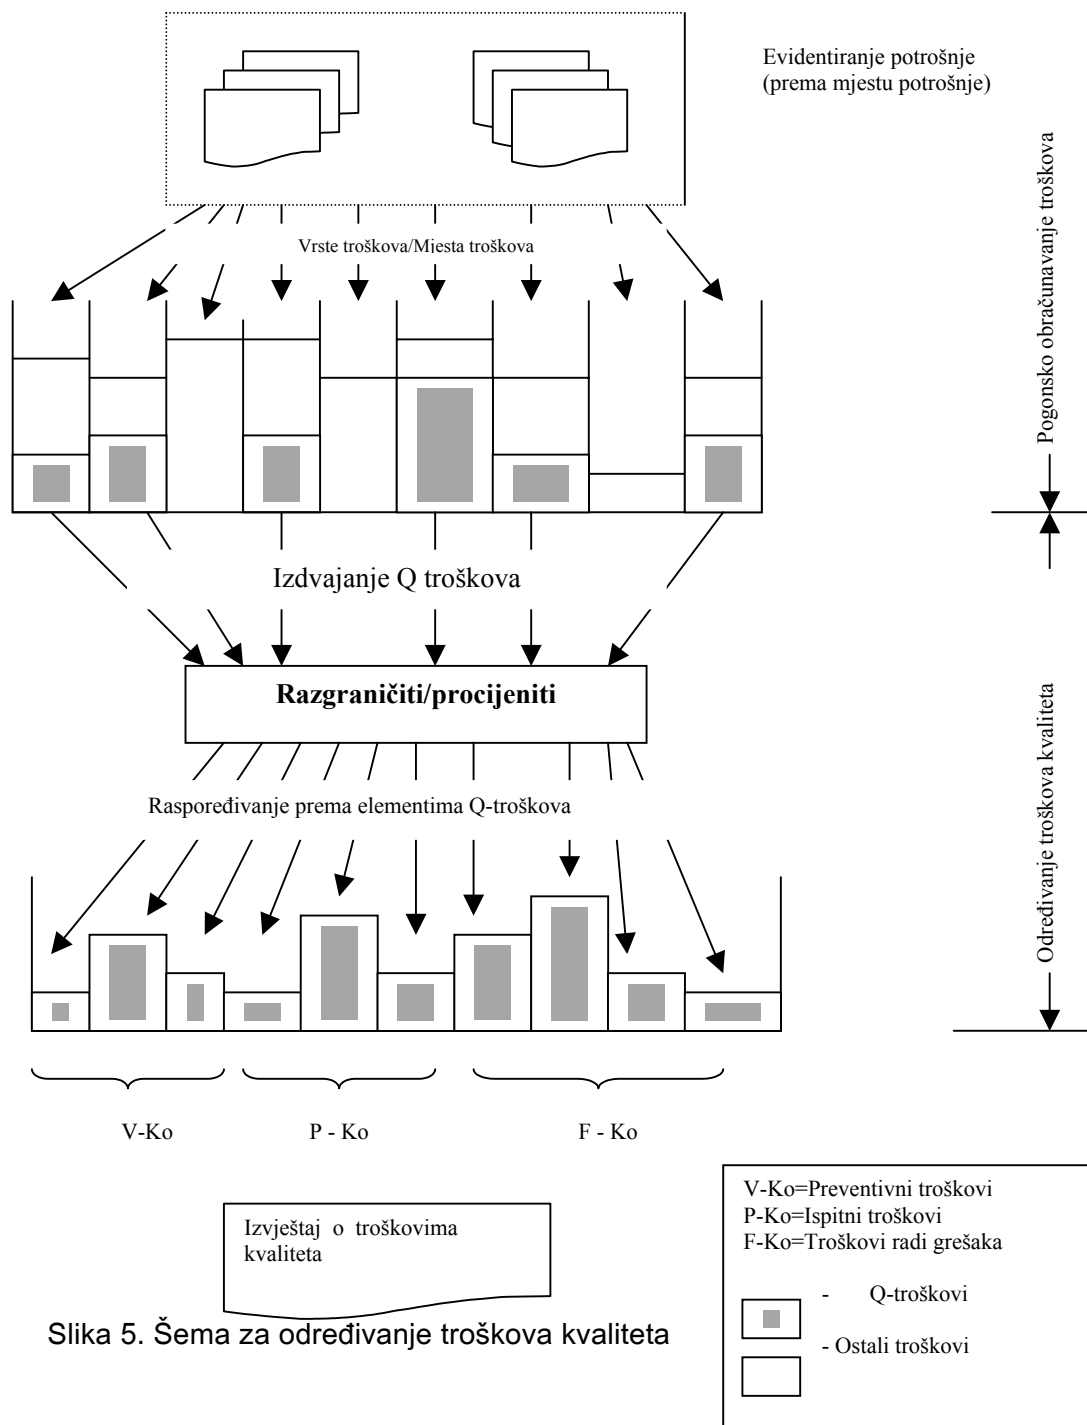 Evidentiranje potrošnje
(prema mjestu potrošnje)
Vrste troškova/Mjesta troškova
Pogonsko obračunavanje troškova
Izdvajanje Q troškova
Razgraničiti/procijeniti
Raspoređivanje prema elementima Q-troškova
Određivanje troškova kvaliteta
V-Ko
P - Ko
F - Ko
Izvještaj o troškovima
kvaliteta
V-Ko=Preventivni troškovi
P-Ko=Ispitni troškovi
F-Ko=Troškovi radi grešaka
- Q-troškovi
- Ostali troškovi
Slika 5. Šema za određivanje troškova kvaliteta